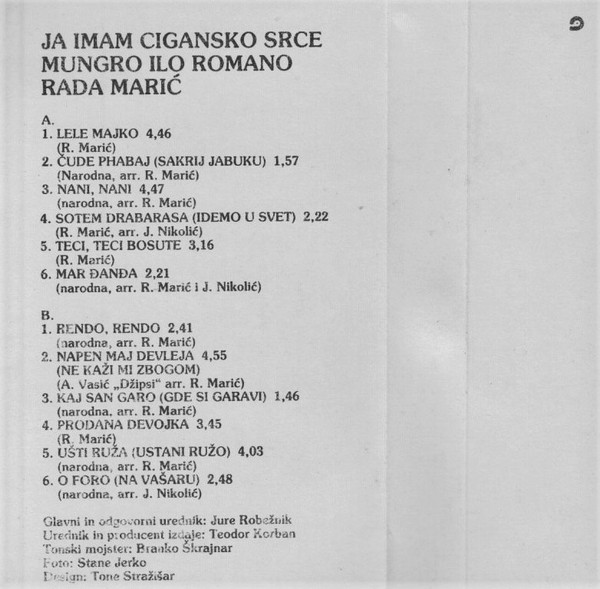 JA IMAM CIGANSKO SRCE
MUNGRO ILO ROMANO
RADA MARIĆ
A.
1. LELE MAJKO 4,46
(R. Marić)
2. ČUDE PHABAJ (SAKRIJ JABUKU) 1,57
(Narodna, arr. R. Marić)
3. NANI, NANI 4,47
(narodna, arr. R. Marić)
4. SOTEM DRABARASA (IDEMO U SVET) 2,22
(R. Marić, arr. J. Nikolić)
5. TECI, TECI BOSUTE 3,16
(R. Marić)
6. MAR ĐANĐA 2,21
(narodna, arr. R. Marić i J. Nikolić)
B.
1. RENDO, RENDO 2,41
(narodna, arr. R. Marić)
2. NAPEN MAJ DEVLEJA 4,55
(NE KAŽI MI ZBOGOM)
(A. Vasić „Džipsi“ arr. R. Marić)
3. KAJ SAN GARO (GDE SI GARAVI) 1,46
(narodna, arr. R. Marić)
4. PRODANA DEVOJKA 3,45
(R. Marić)
5. UŠTI RUŽA (USTANI RUŽO) 4,03
(narodna, arr. R. Marić)
6. O FORO (NA VAŠARU) 2,48
(narodna, arr. J. Nikolić)
Glavni in odgovorni urednik: Jure Robežnik
Urednik in producent izdaje: Teodor Korban
Tonski mojster: Branko Škrajnar
Foto: Stane Jerko
Design: Tone Stražišar